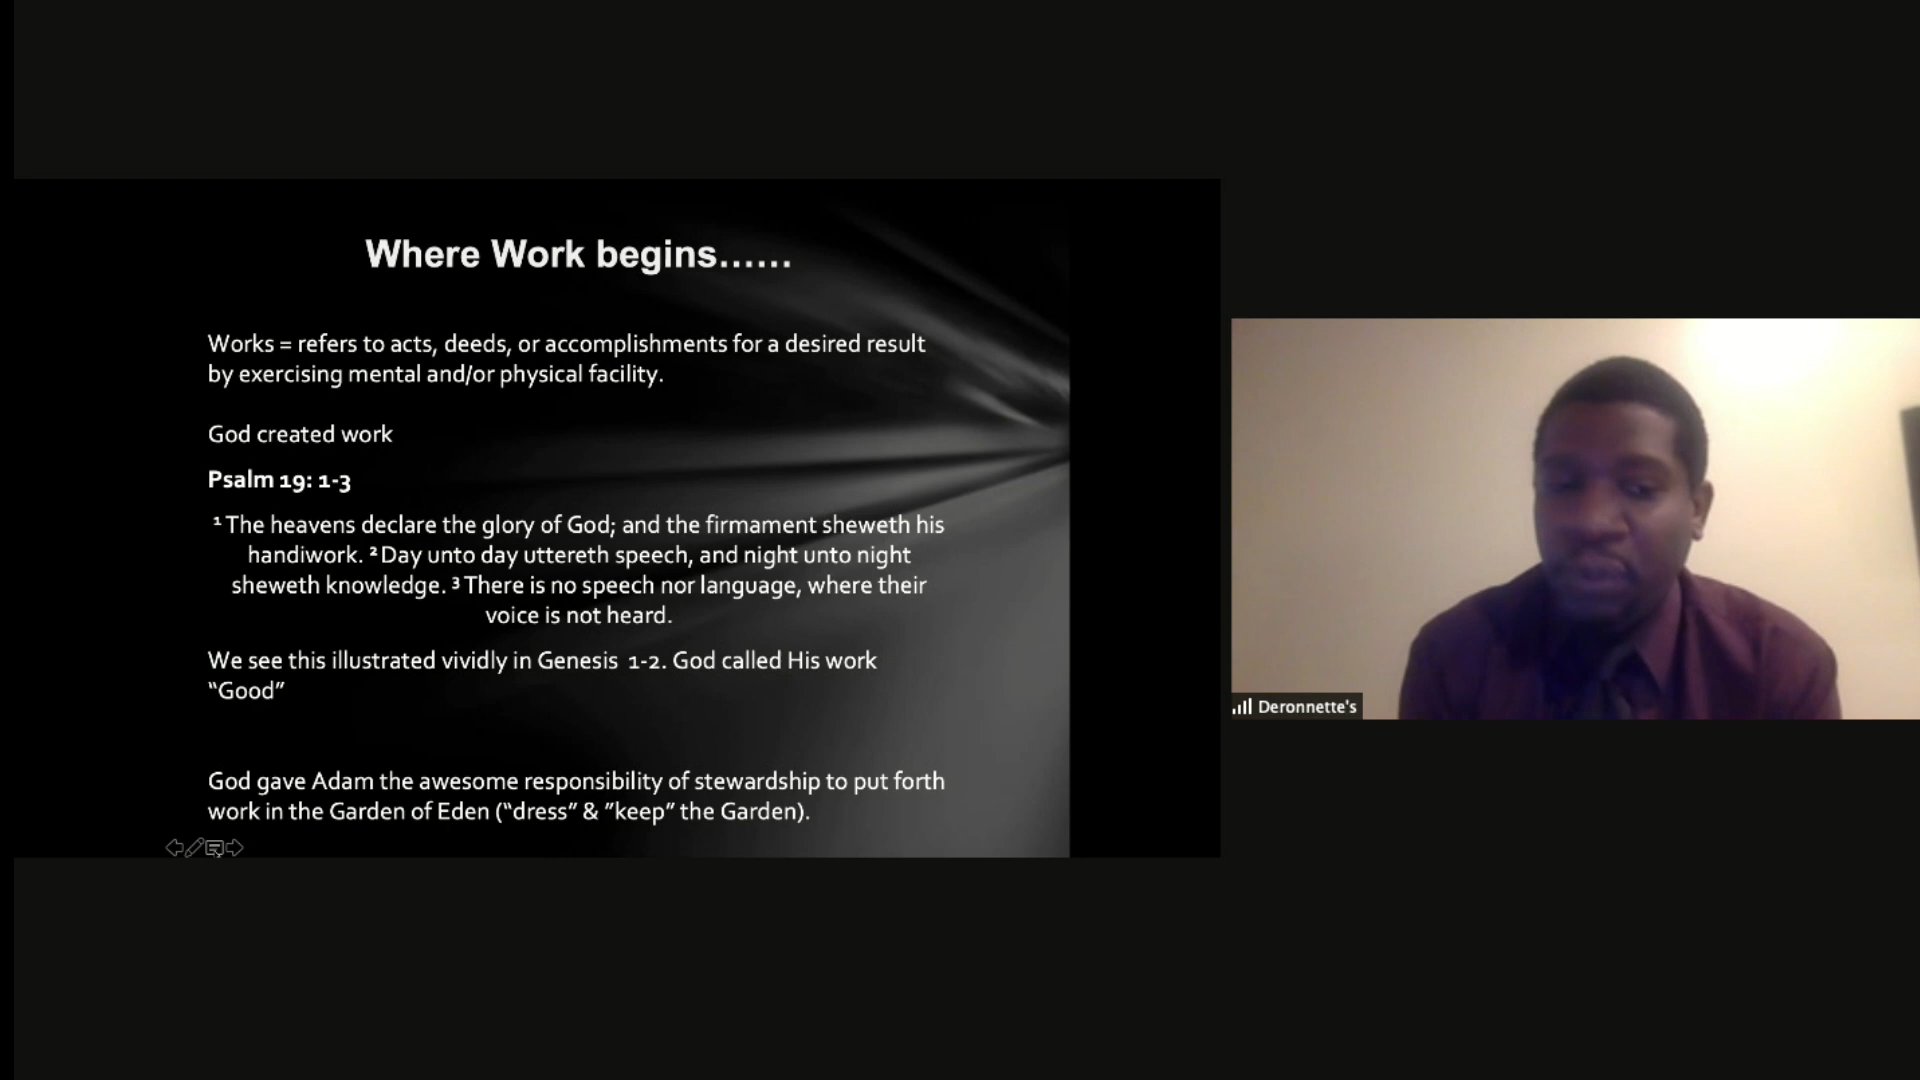 Where Work begins......
Works = refers to acts, deeds, or accomplishments for a desired result
by exercising mental and/or physical facility.
God created work
Psalm 19: 1-3
¹ The heavens declare the glory of God; and the firmament sheweth his
handiwork. ² Day unto day uttereth speech, and night unto night
sheweth knowledge. ³ There is no speech nor language, where their
voice is not heard.
We see this illustrated vividly in Genesis 1-2. God called His work
“Good”
God gave Adam the awesome responsibility of stewardship to put forth
work in the Garden of Eden (“dress” & ”keep” the Garden).
Deronnette's